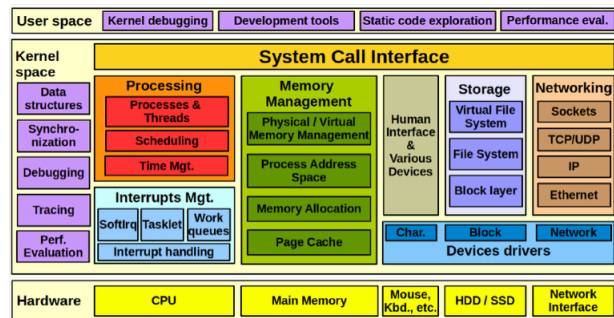 User space
Kernel debugging
Development tools
Static code exploration
Performance eval.
Kernel
space
System Call Interface
Data
structures
Synchro-
nization
Debugging
Tracing
Perf.
Evaluation
Processing
Processes &
Threads
Scheduling
Time Mgt.
Interrupts Mgt.
SoftIrq
Tasklet
Work
queues
Interrupt handling
Memory
Management
Physical / Virtual
Memory Management
Process Address
Space
Memory Allocation
Page Cache
Human
Interface
&
Various
Devices
Storage
Virtual File
System
File System
Block layer
Networking
Sockets
TCP/UDP
IP
Ethernet
Char.
Block
Network
Devices drivers
Hardware
CPU
Main Memory
Mouse,
Kbd., etc.
HDD / SSD
Network
Interface